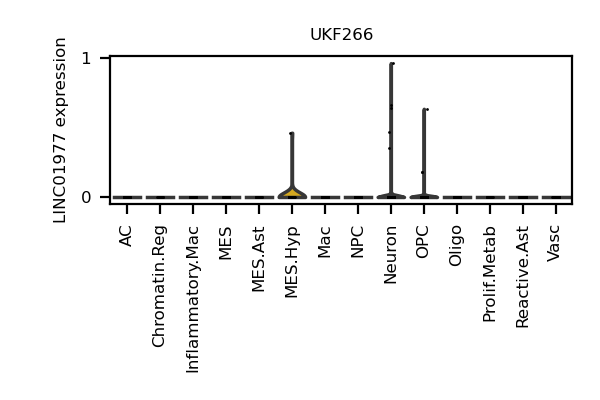 UKF266
LINC01977 expression
1
0
AC
Chromatin.Reg
Inflammatory.Mac
MES
MES.Ast
MES.Hyp
Mac
NPC
Neuron
OPC
Oligo
Prolif.Metab
Reactive.Ast
Vasc